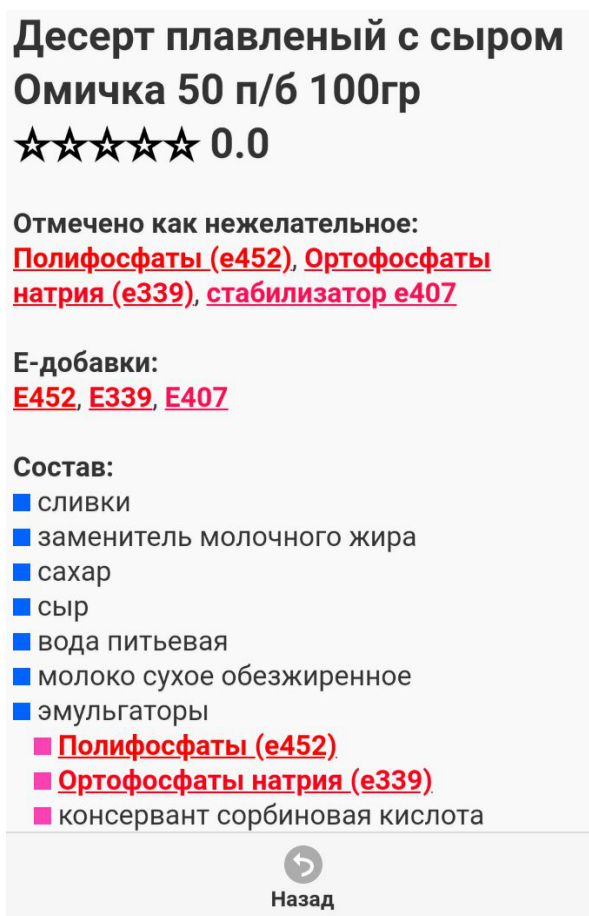 Десерт плавленый с сыром
Омичка 50 п/б 100гр
☆☆☆☆☆ 0.0
Отмечено как нежелательное:
Полифосфаты (е452), Ортофосфаты
натрия (е339), стабилизатор е407
Е-добавки:
E452, E339, E407
Состав:
сливки
заменитель молочного жира
сахар
сыр
вода питьевая
молоко сухое обезжиренное
эмульгаторы
Полифосфаты (е452)
Ортофосфаты натрия (е339)
консервант сорбиновая кислота
Назад